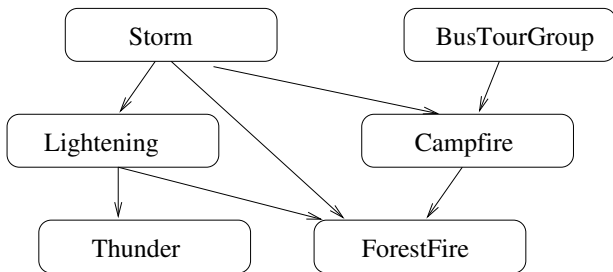 Storm
BusTourGroup
Lightening
Campfire
Thunder
ForestFire